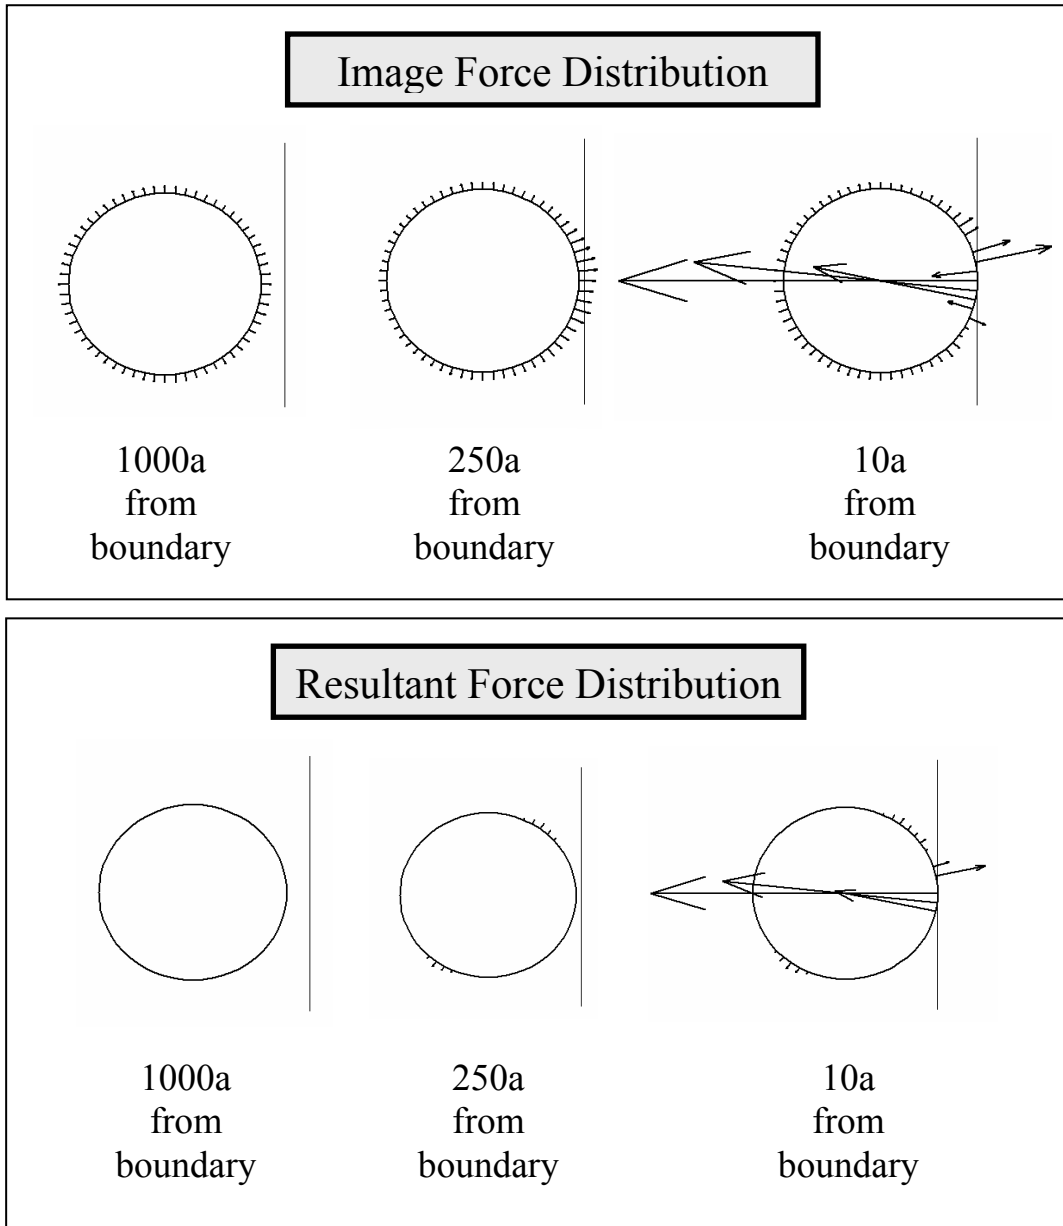 Image Force Distribution
1000a
from
boundary
250a
from
boundary
10a
from
boundary
Resultant Force Distribution
1000a
from
boundary
250a
from
boundary
10a
from
boundary